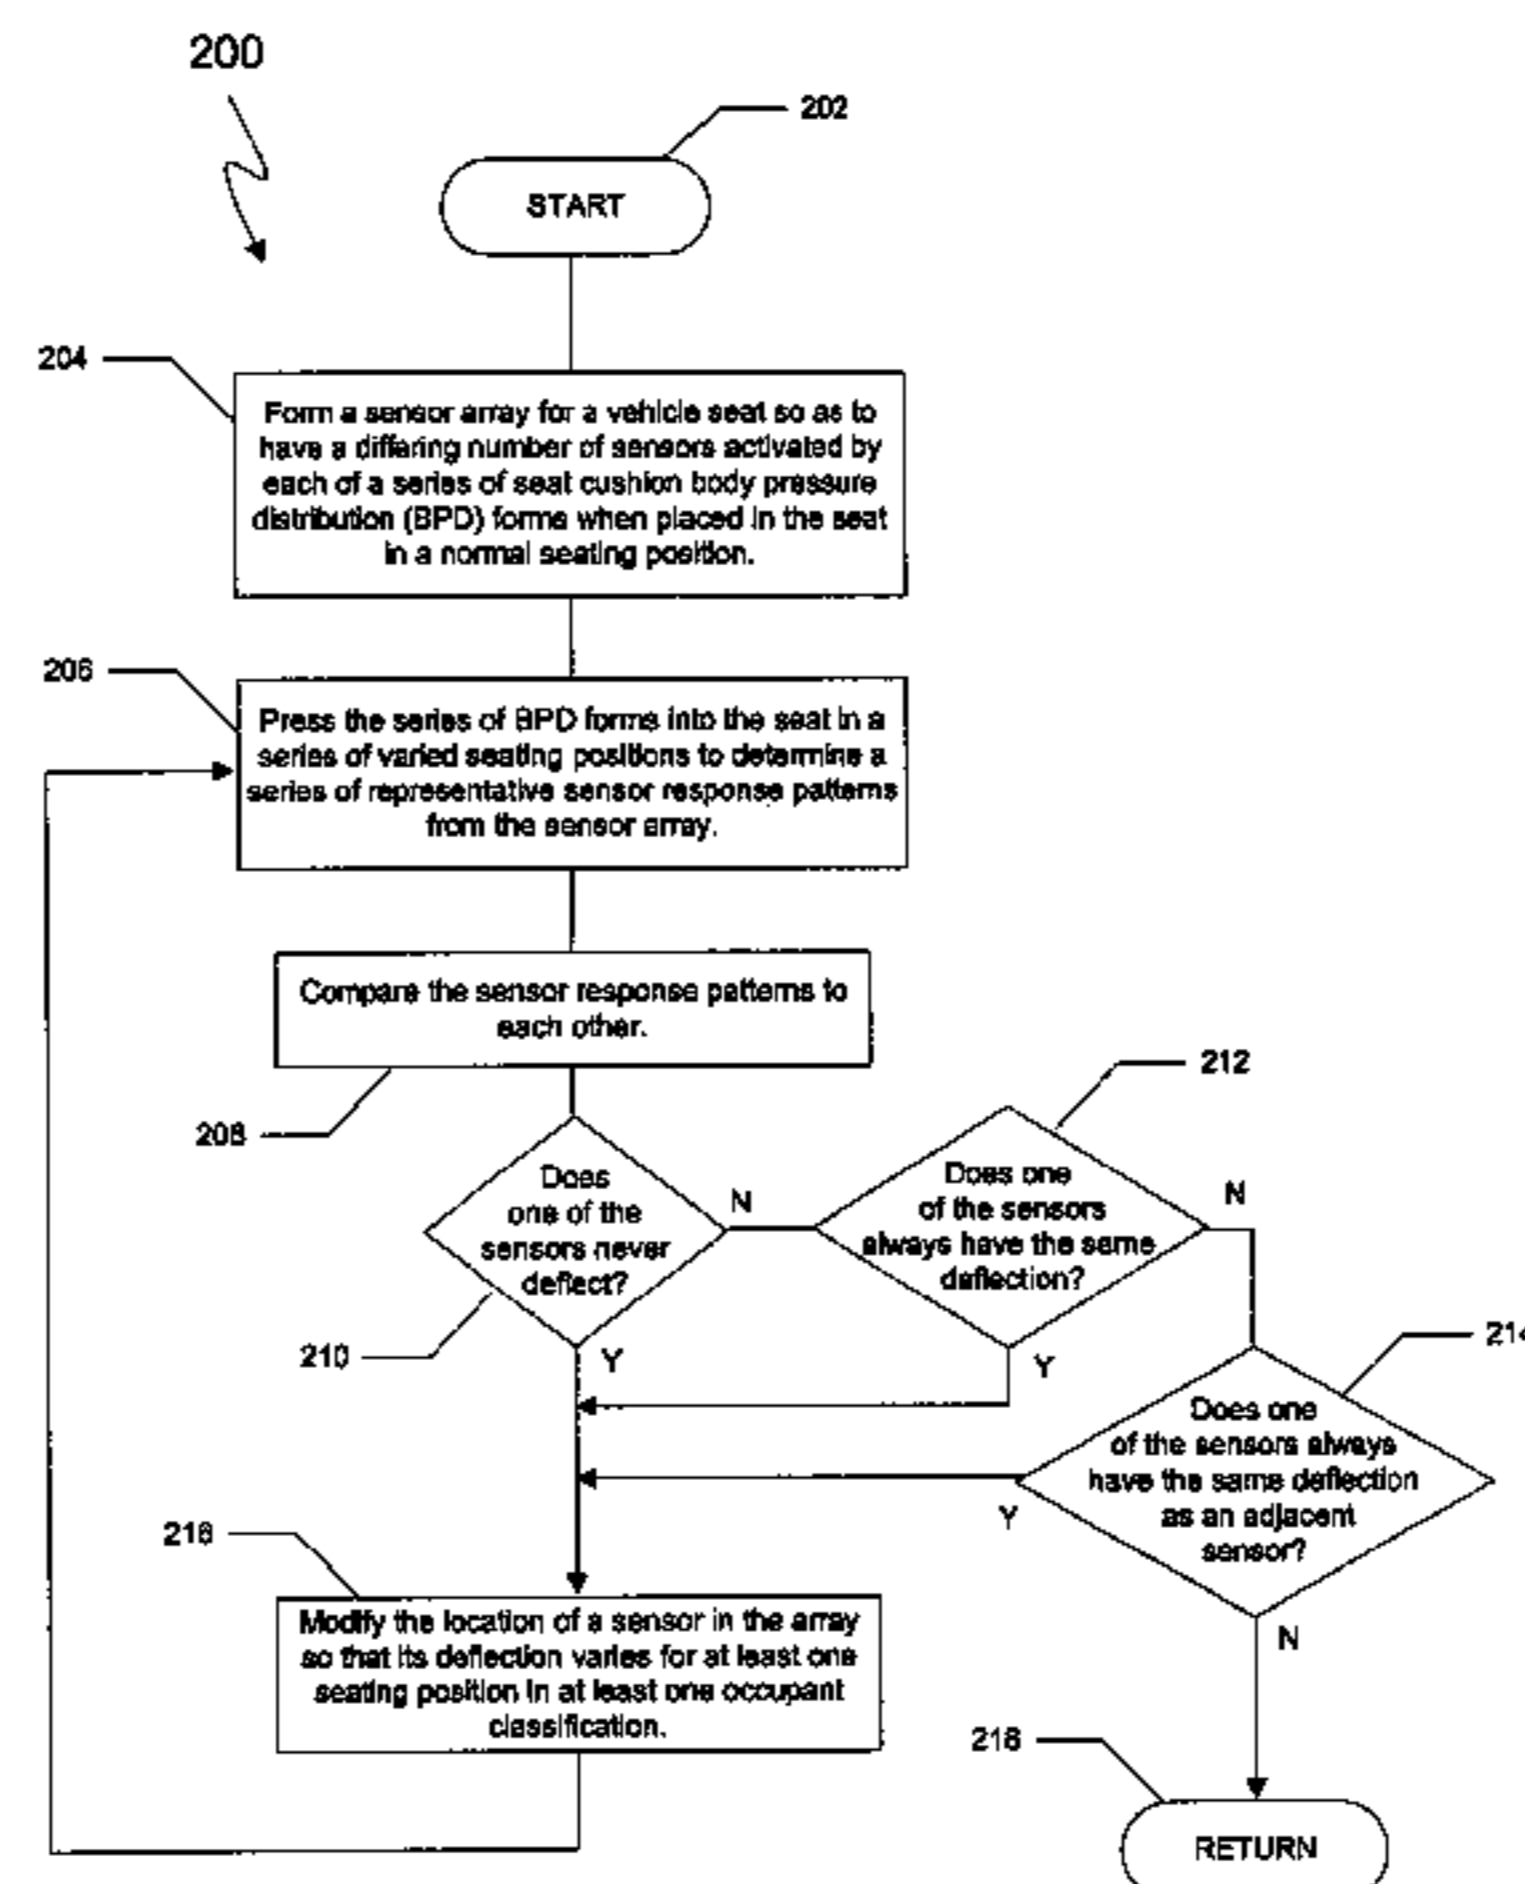 200
202
START
204
Form a sensor array for a vehicle seat so as to
have a differing number of sensors activated by
each of a series of seat cushion body pressure
distribution (BPD) forms when placed in the seat
in a normal seating position.
206
Press the series of BPD forms into the seat in a
series of varied seating positions to determine a
series of representative sensor response patterns
from the sensor array.
Compare the sensor response patterns to
each other.
208
212
Does
one of the
sensors never
deflect?
N
Does one
of the sensors
always have the same
deflection?
N
210
Y
Y
214
Does one
of the sensors always
have the same deflection
as an adjacent
sensor?
Y
N
216
Modify the location of a sensor in the array
so that its deflection varies for at least one
seating position in at least one occupant
classification.
218
RETURN